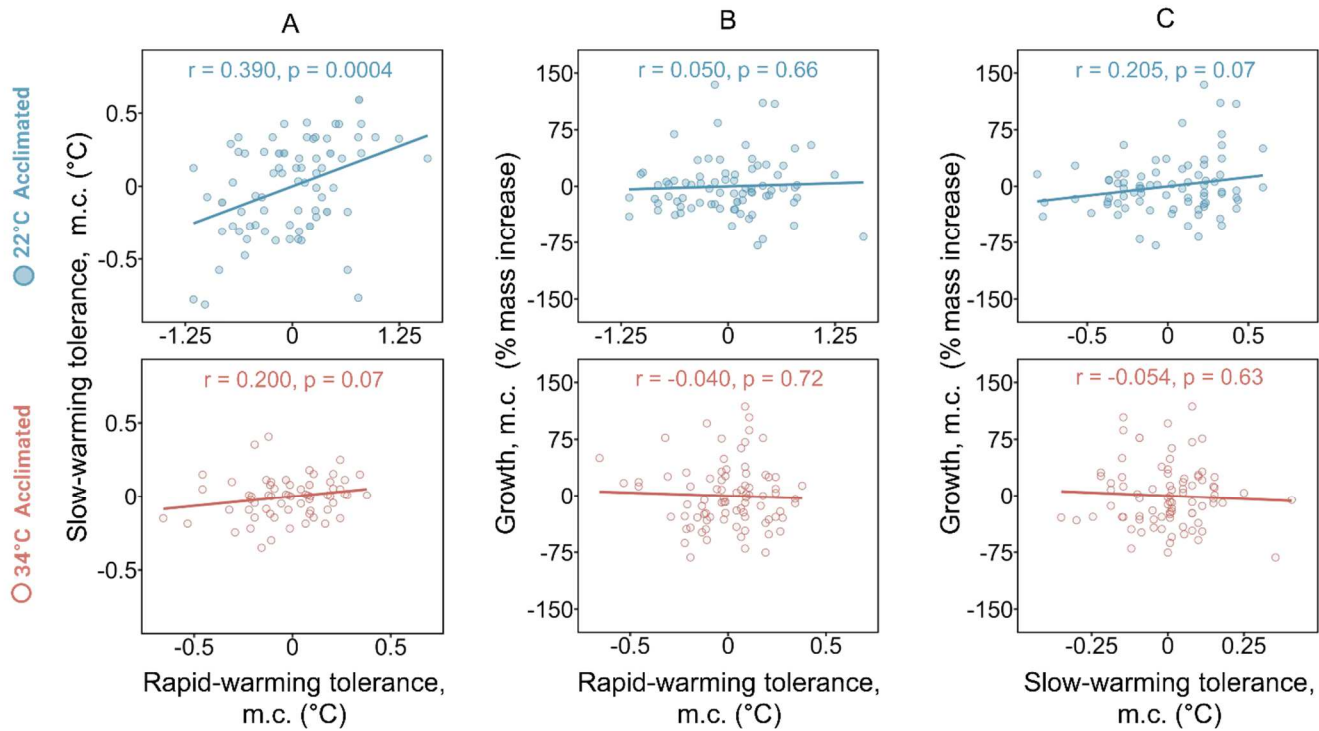 A
B
C
22°C Acclimated
34°C Acclimated
Slow-warming tolerance, m.c. (°C)
r = 0.390, p = 0.0004
0.5
0
-0.5
-1.25
0
1.25
r = 0.200, p = 0.07
0.5
0
-0.5
-0.5
0
0.5
Rapid-warming tolerance,
m.c. (°C)
Growth, m.c. (% mass increase)
r = 0.050, p = 0.66
150
75
0
-75
-150
-1.25
0
1.25
r = -0.040, p = 0.72
150
75
0
-75
-150
-0.5
0
0.5
Rapid-warming tolerance,
m.c. (°C)
Growth, m.c. (% mass increase)
r = 0.205, p = 0.07
150
75
0
-75
-150
-0.5
0
0.5
r = -0.054, p = 0.63
150
75
0
-75
-150
-0.25
0
0.25
Slow-warming tolerance,
m.c. (°C)